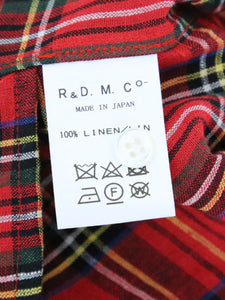 R&D. M. Co-
MADE IN JAPAN
100% LINEN/LIN